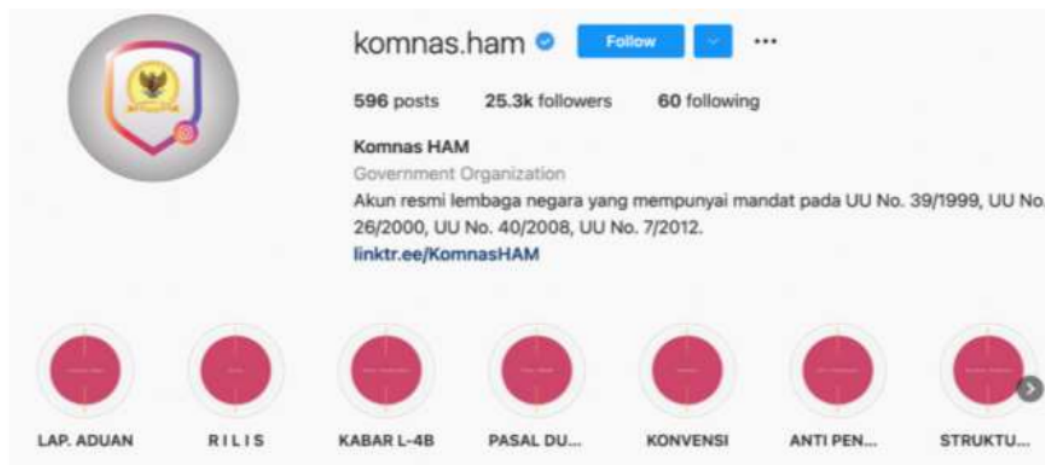 komnas.ham Follow
596 posts 25.3k followers 60 following
Komnas HAM
Government Organization
Akun resmi lembaga negara yang mempunyai mandat pada UU No. 39/1999, UU No.
26/2000, UU No. 40/2008, UU No. 7/2012.
linktr.ee/KomnasHAM
LAP. ADUAN R I L I S KABAR L-4B PASAL DU... KONVENSI ANTI PEN... STRUKTU...